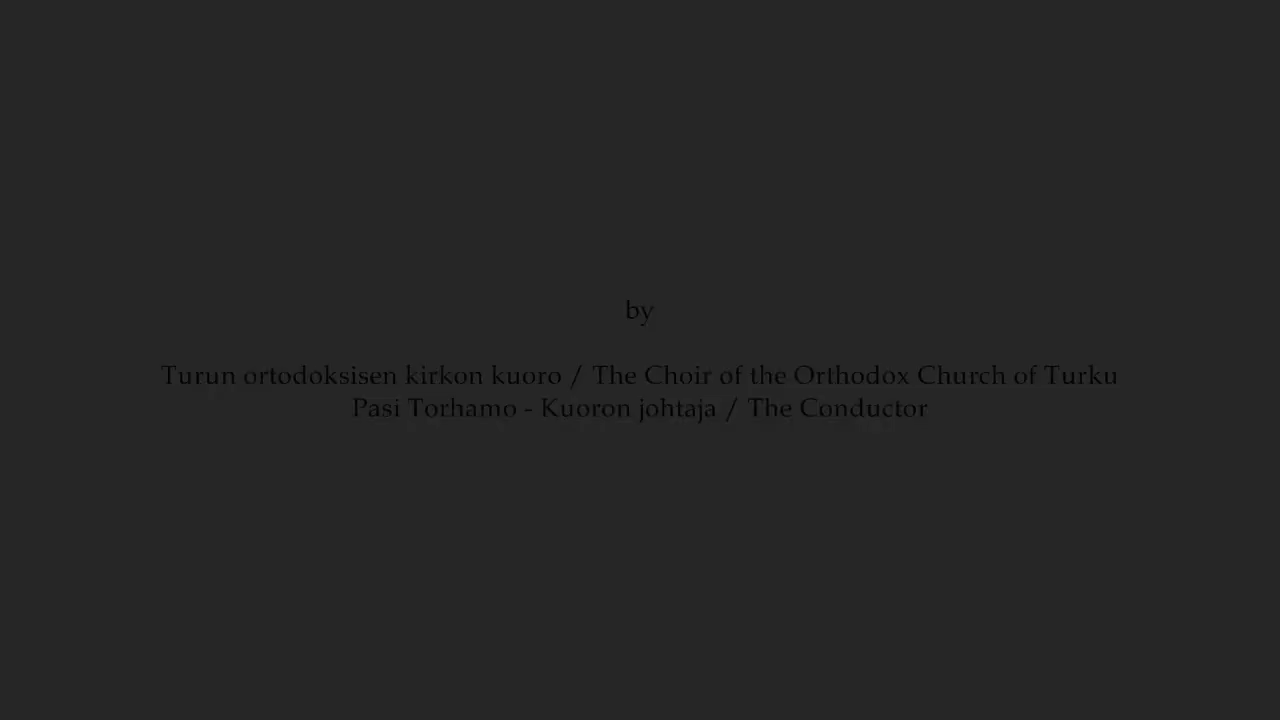 by
Turun ortodoksisen kirkon kuoro / The Choir of the Orthodox Church of Turku
Pasi Torhamo - Kuoron johtaja / The Conductor